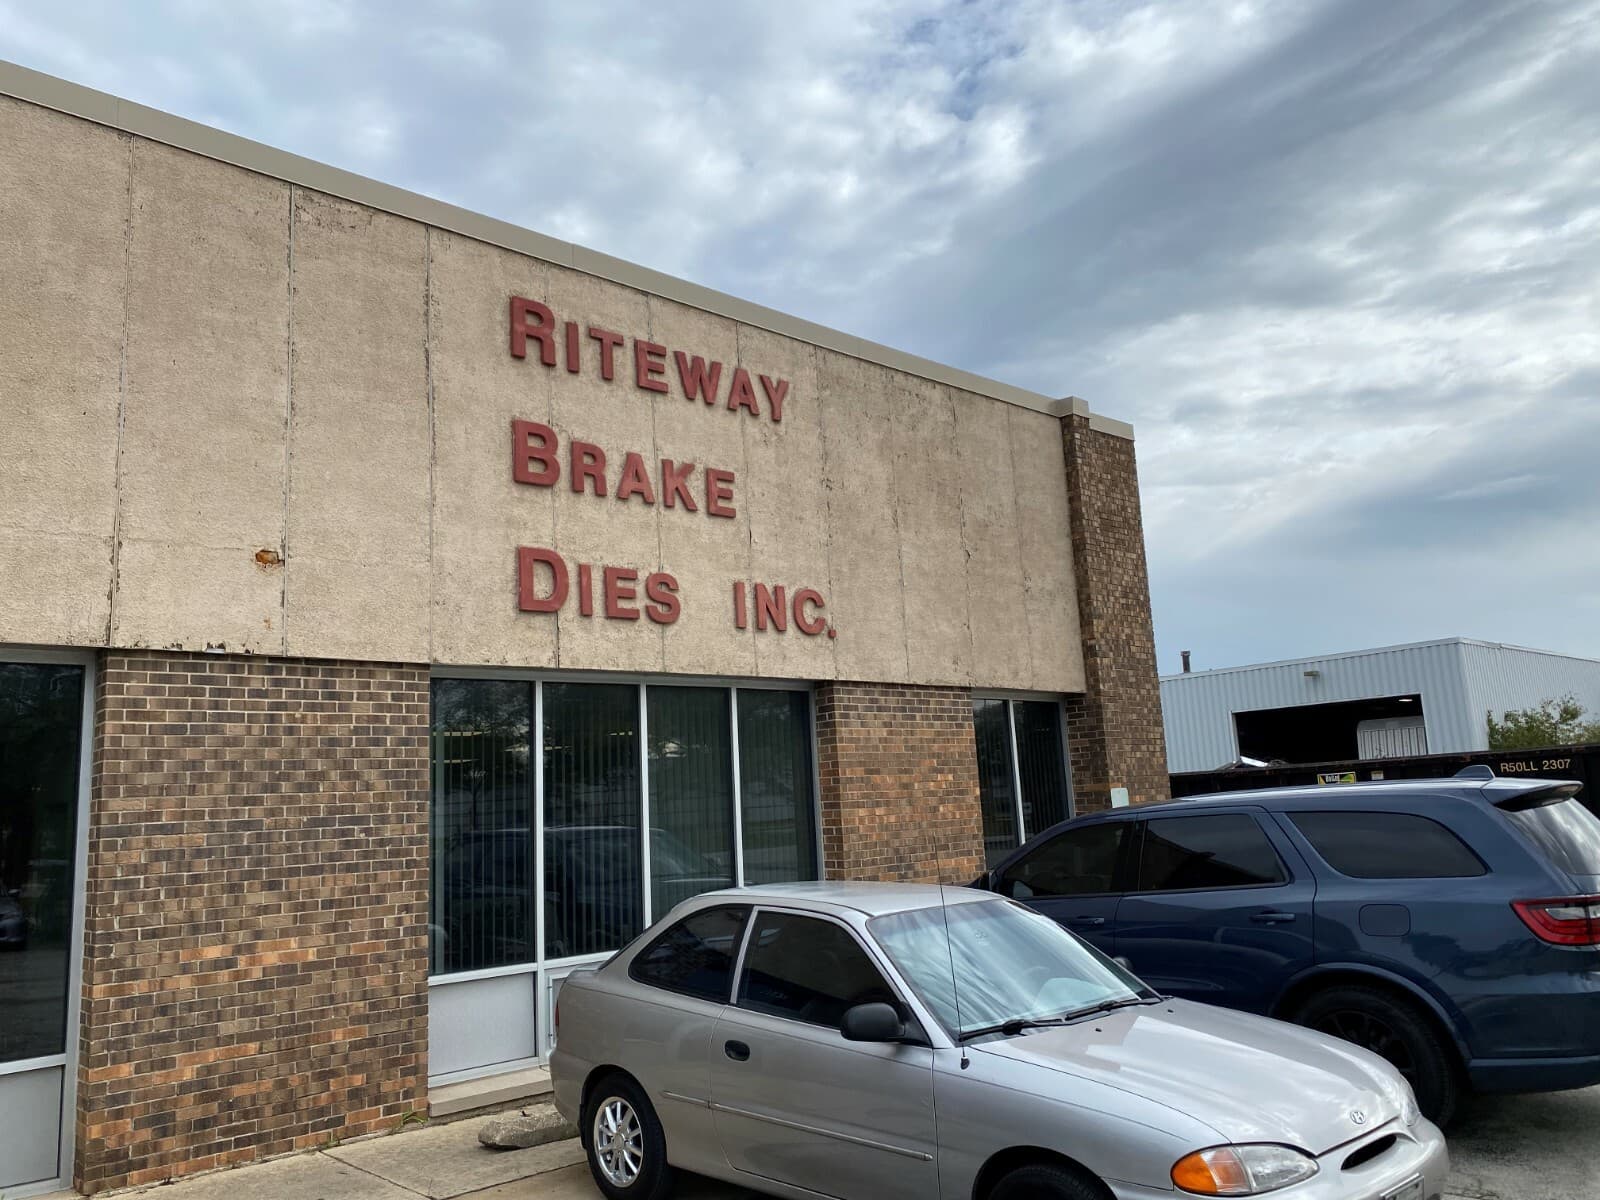 RITEWAY
BRAKE
DIES INC.
R50LL 2307